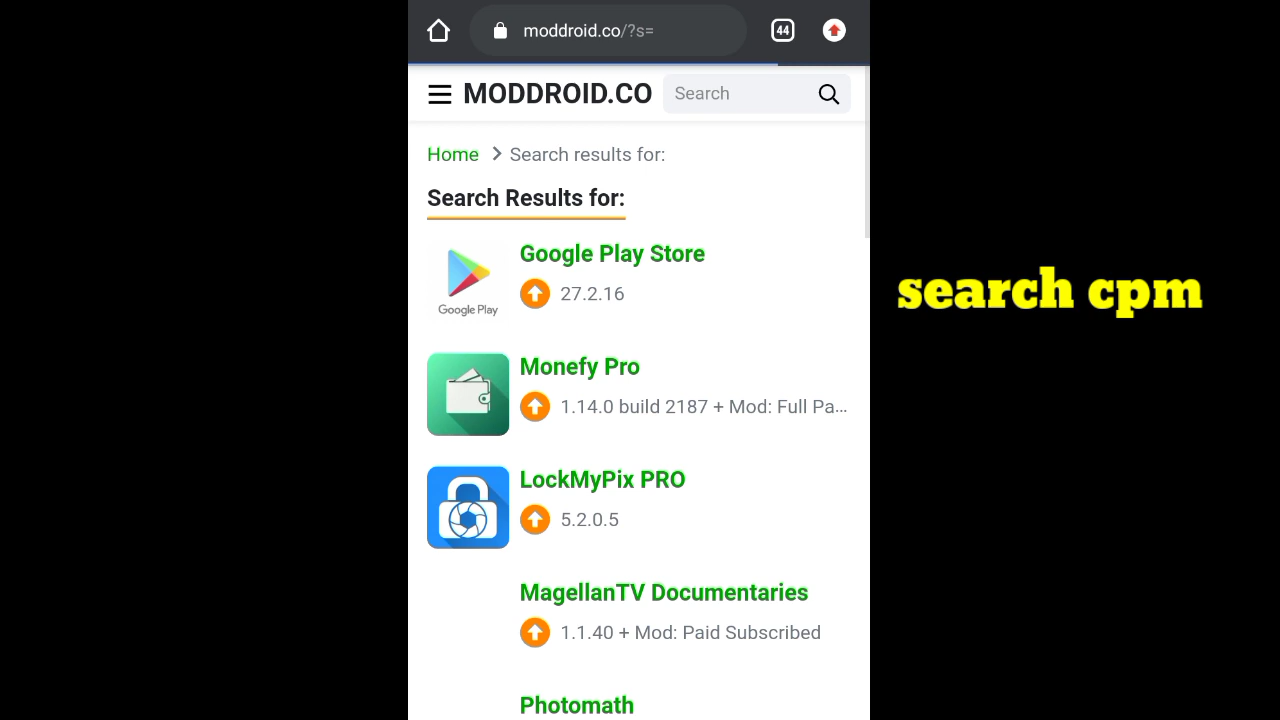 moddroid.co/?s=
44
MODDROID.CO
Search
Home > Search results for:
Search Results for:
Google Play Store
27.2.16
Google Play
Monefy Pro
1.14.0 build 2187 + Mod: Full Pa...
LockMyPix PRO
5.2.0.5
MagellanTV Documentaries
1.1.40 + Mod: Paid Subscribed
Photomath
search cpm